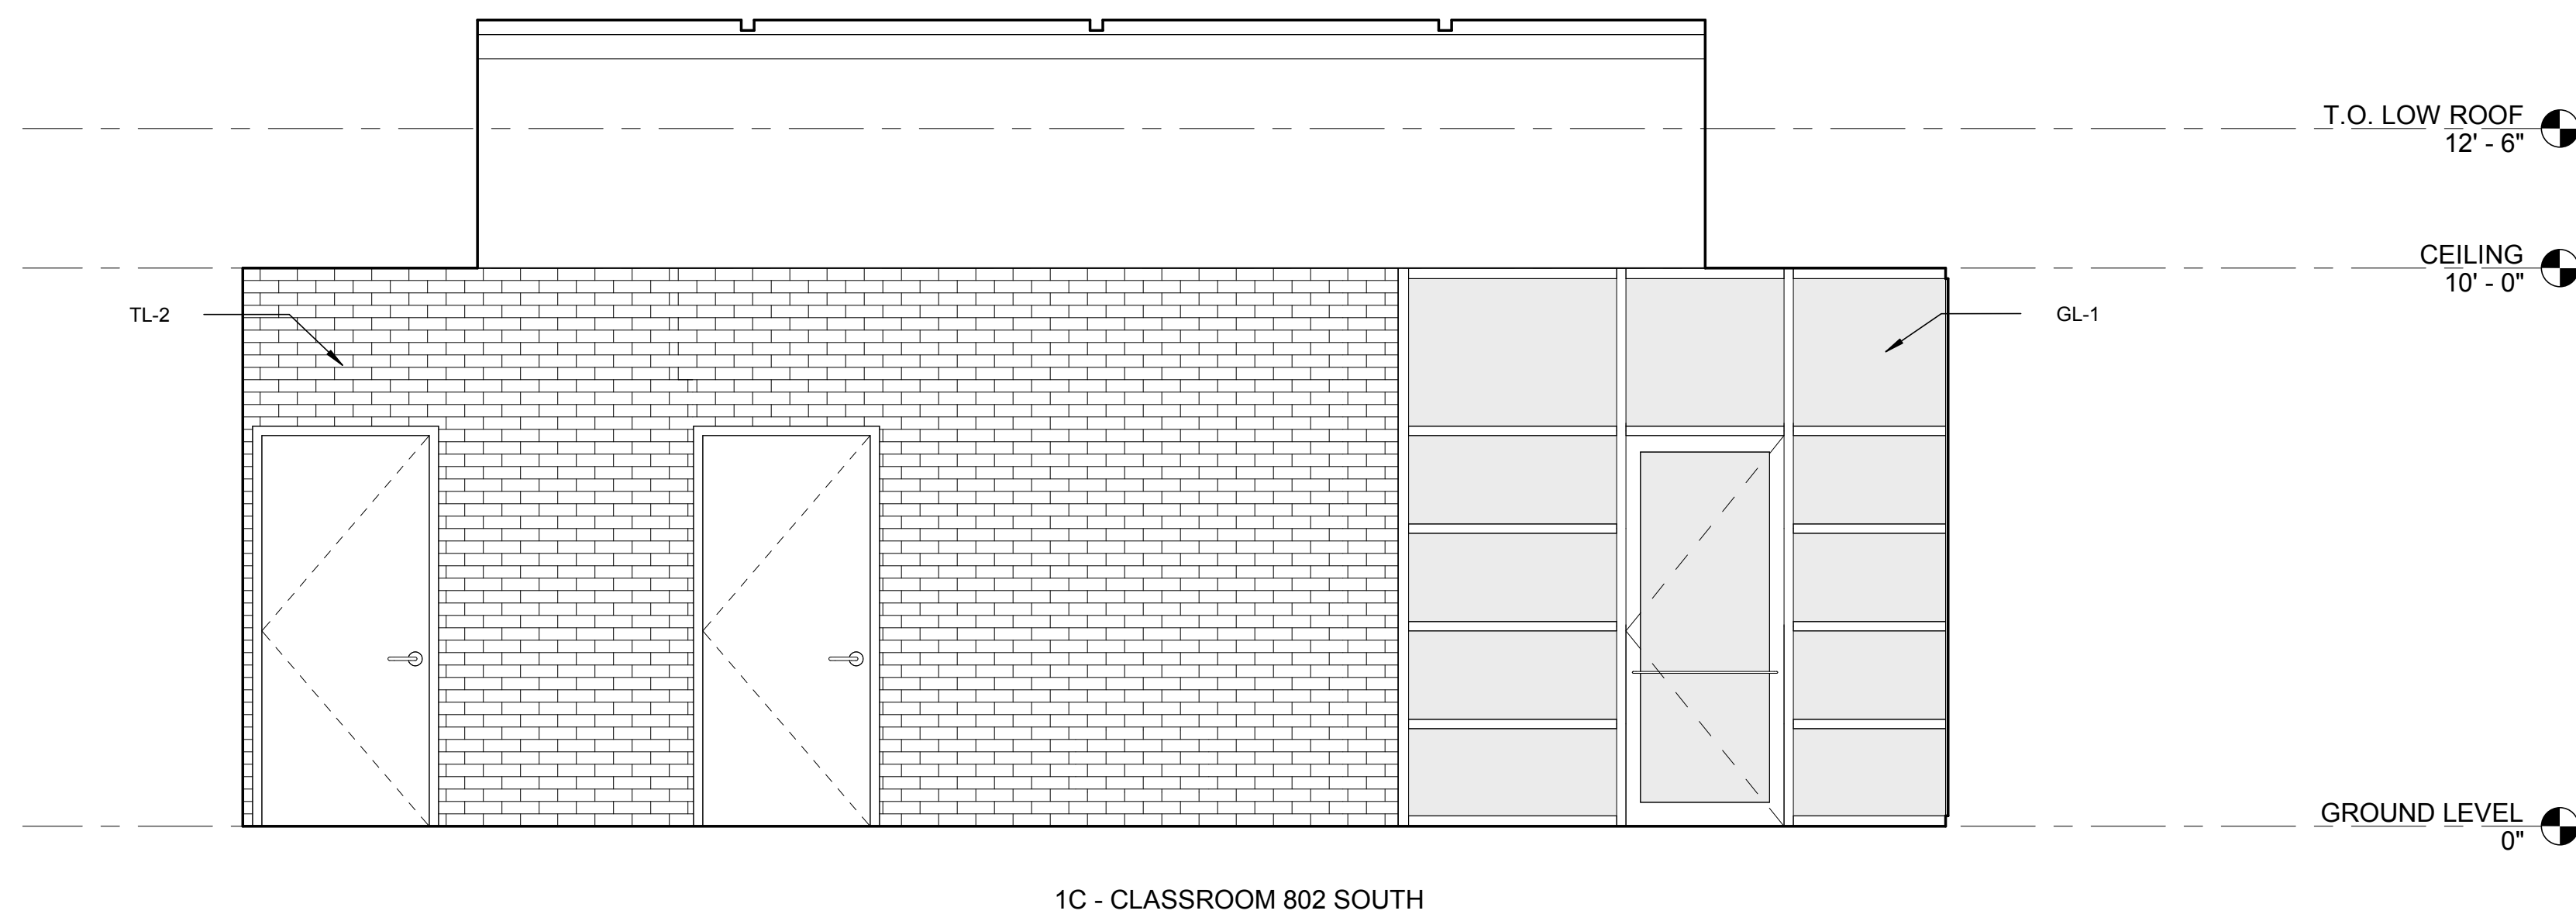 T.O. LOW ROOF
12' - 6"
CEILING
10' - 0"
TL-2
GL-1
GROUND LEVEL
0"
1C - CLASSROOM 802 SOUTH